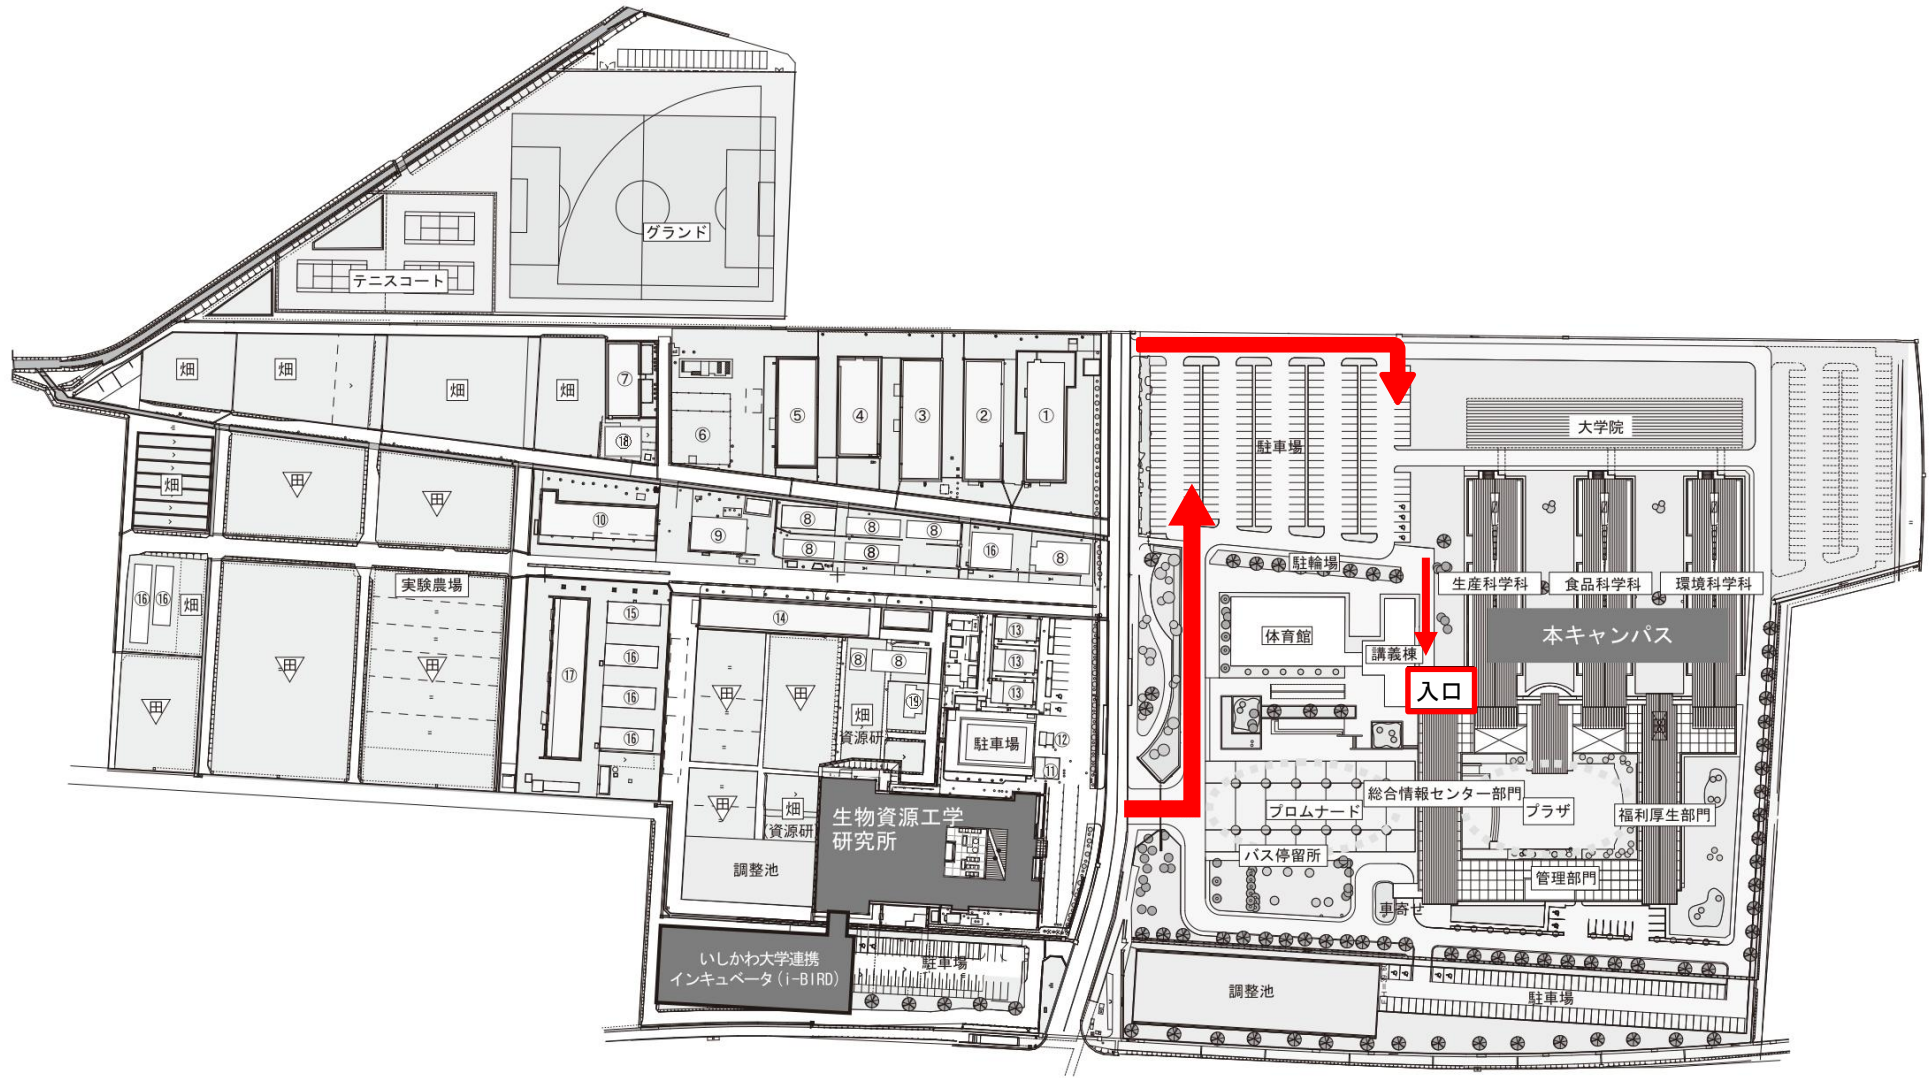 グランド
テニスコート
畑
畑
畑
畑
⑦
⑱
⑥
⑤
④
③
②
①
駐車場
大学院
畑
田
田
⑩
⑨
⑧
⑧
⑧
⑧
⑧
⑯
⑧
駐輪場
生産科学科
食品科学科
環境科学科
本キャンパス
実験農場
⑯
⑯
畑
田
田
田
⑰
⑮
⑯
⑯
⑯
⑭
田
田
⑧
⑧
⑲
畑
(資源研)
⑬
⑬
⑬
駐車場
⑫
⑪
体育館
講義棟
入口
田
畑
(資源研)
調整池
生物資源工学
研究所
プロムナード
総合情報センター部門
プラザ
福利厚生部門
バス停留所
管理部門
車寄せ
いしかわ大学連携
インキュベータ(i-BIRD)
駐車場
調整池
駐車場